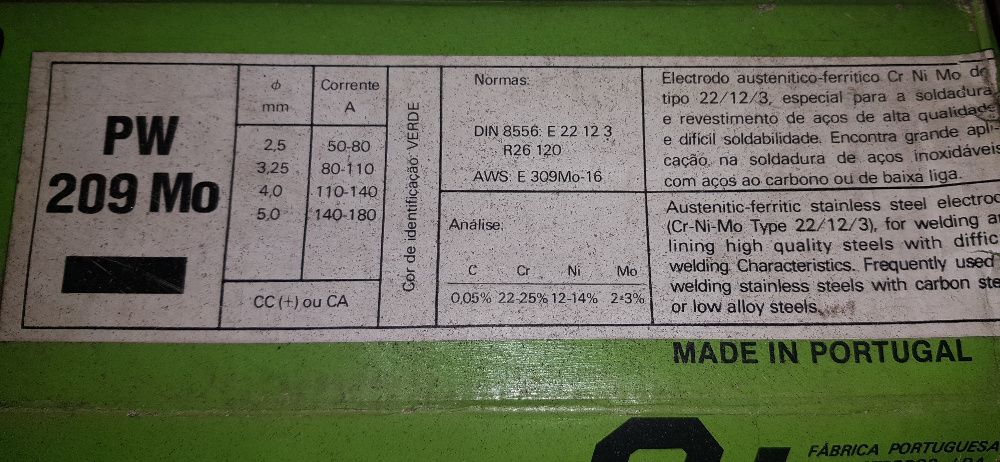 PW
209 Mo
ϕ
mm
Corrente
A
2,5 50-80
3,25 80-110
4,0 110-140
5,0 140-180
CC (+) ou CA
Cor de identificação: VERDE
Normas:
DIN 8556: E 22 12 3
R26 120
AWS: E 309Mo-16
Análise:
C Cr Ni Mo
0,05% 22-25% 12-14% 2-3%
Electrodo austenitico-ferritico Cr Ni Mo de
tipo 22/12/3, especial para a soldadura
e revestimento de aços de alta qualidade
e difícil soldabilidade. Encontra grande apli
cação na soldadura de aços inoxidáveis
com aços ao carbono ou de baixa liga.
Austenitic-ferritic stainless steel electrod
(Cr-Ni-Mo Type 22/12/3), for welding an
lining high quality steels with diffic
welding Characteristics. Frequently used
welding stainless steels with carbon ste
or low alloy steels.
MADE IN PORTUGAL
FÁBRICA PORTUGUESA